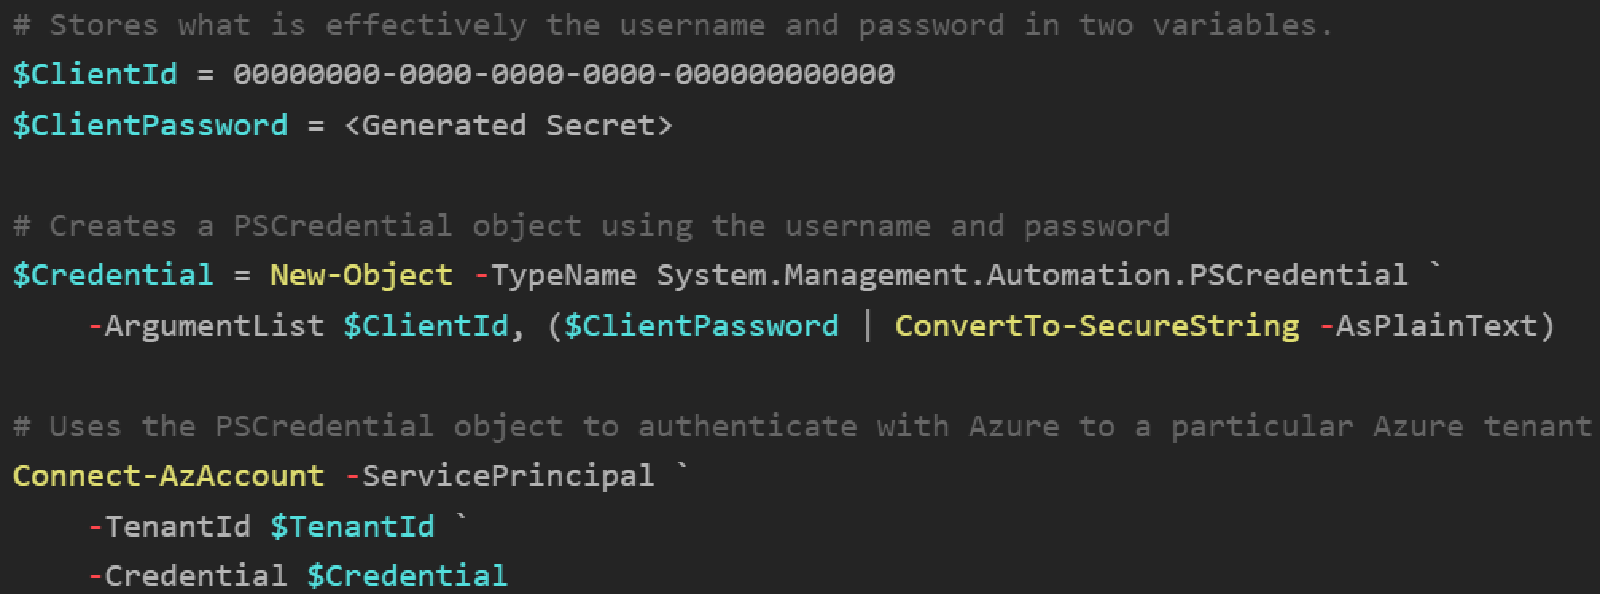 # Stores what is effectively the username and password in two variables.
$ClientId = 00000000-0000-0000-0000-000000000000
$ClientPassword = <Generated Secret>
# Creates a PSCredential object using the username and password
$Credential = New-Object -TypeName System.Management.Automation.PSCredential `
    -ArgumentList $ClientId, ($ClientPassword | ConvertTo-SecureString -AsPlainText)
# Uses the PSCredential object to authenticate with Azure to a particular Azure tenant
Connect-AzAccount -ServicePrincipal `
    -TenantId $TenantId `
    -Credential $Credential